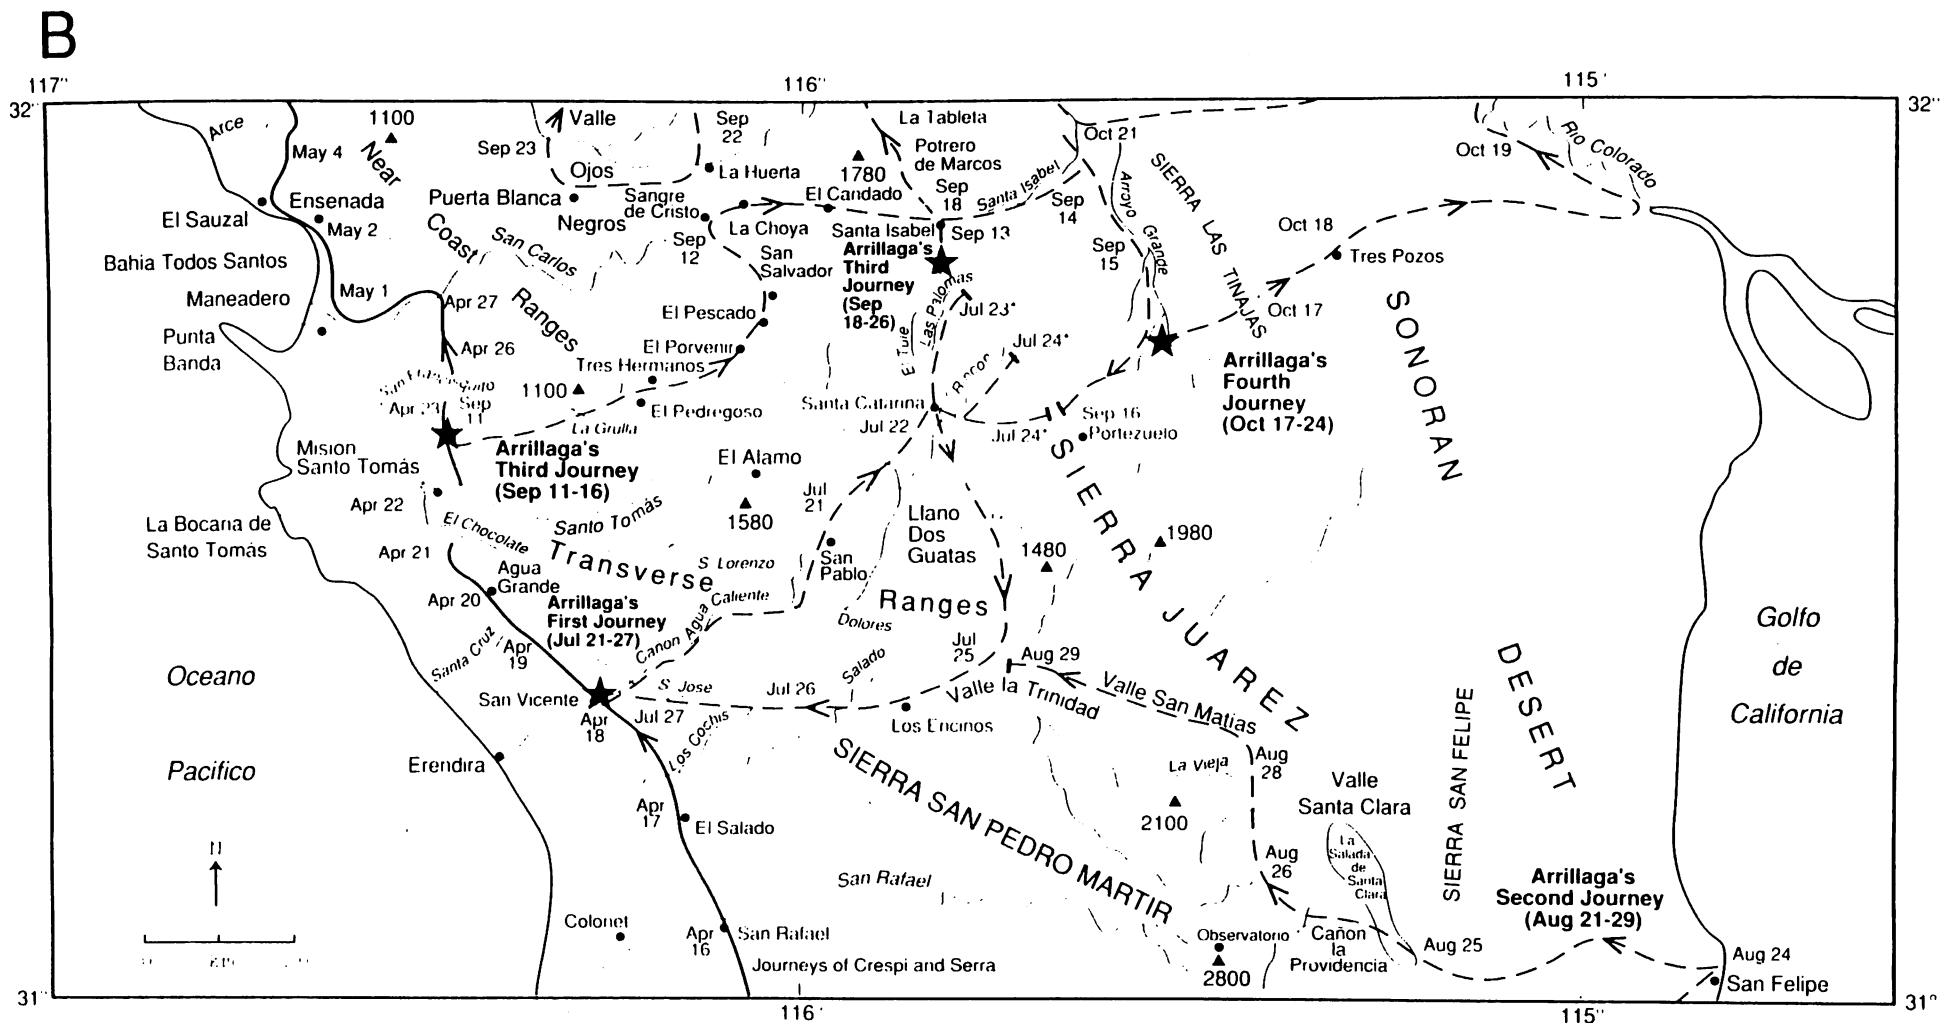 B
117"
116"
115'
32"
32"
Arce
1100
May 4
Near
Coast
Ranges
Sep 23
Valle
Ojos
Negros
Sep
22
La Huerta
La Tableta
Potrero
de Marcos
1780
Oct 21
Oct 19
Rio Colorado
Ensenada
El Sauzal
May 2
Puerta Blanca
Sangre
de Cristo
El Candado
Sep
18
Santa Isabel
Sep
14
Arroyo Grande
SIERRA LAS TINAJAS
Oct 18
Tres Pozos
Bahia Todos Santos
San Carlos
Sep
12
La Choya
Santa Isabel
Sep 13
Sep
15
San
Salvador
Arrillaga's
Third
Journey
(Sep
18-26)
Maneadero
May 1
Apr 27
El Pescado
Las Palomas
El Tule
Jul 23*
Oct 17
Punta
Banda
Apr 26
El Porvenir
Tres Hermanos
Jul 24*
Arrillaga's
Fourth
Journey
(Oct 17-24)
SONORAN
DESERT
Sep
11
1100
El Pedregoso
La Grulla
Santa Catarina
Jul 22
Jul 24*
Sep 16
Portezuelo
Mision
Santo Tomás
Arrillaga's
Third Journey
(Sep 11-16)
El Alamo
1580
Jul
21
SIERRA JUAREZ
Apr 22
La Bocana de
Santo Tomás
El Chocolate
Santo Tomás
Llano
Dos
Guatas
1480
1980
Apr 21
Transverse
Ranges
S Lorenzo
San
Pablo
Agua
Grande
Apr 20
Arrillaga's
First Journey
(Jul 21-27)
Canon Agua Caliente
Dolores
Golfo
de
California
Santa Cruz
Apr
19
Salado
Jul
25
Aug 29
Valle la Trinidad
Valle San Matias
Oceano
Pacifico
San Vicente
S Jose
Jul 26
Apr
18
Jul 27
Los Encinos
Los Cochis
Erendira
SIERRA SAN PEDRO MARTIR
La Vieja
Aug
28
2100
Valle
Santa Clara
SIERRA SAN FELIPE
Apr
17
El Salado
La
Salada
de
Santa
Clara
Aug
26
San Rafael
Arrillaga's
Second Journey
(Aug 21-29)
N
Colonet
Apr
16
San Rafael
Journeys of Crespi and Serra
Observatorio
2800
Cañon
la
Providencia
Aug 25
Aug 24
San Felipe
31"
31°
116'
115"